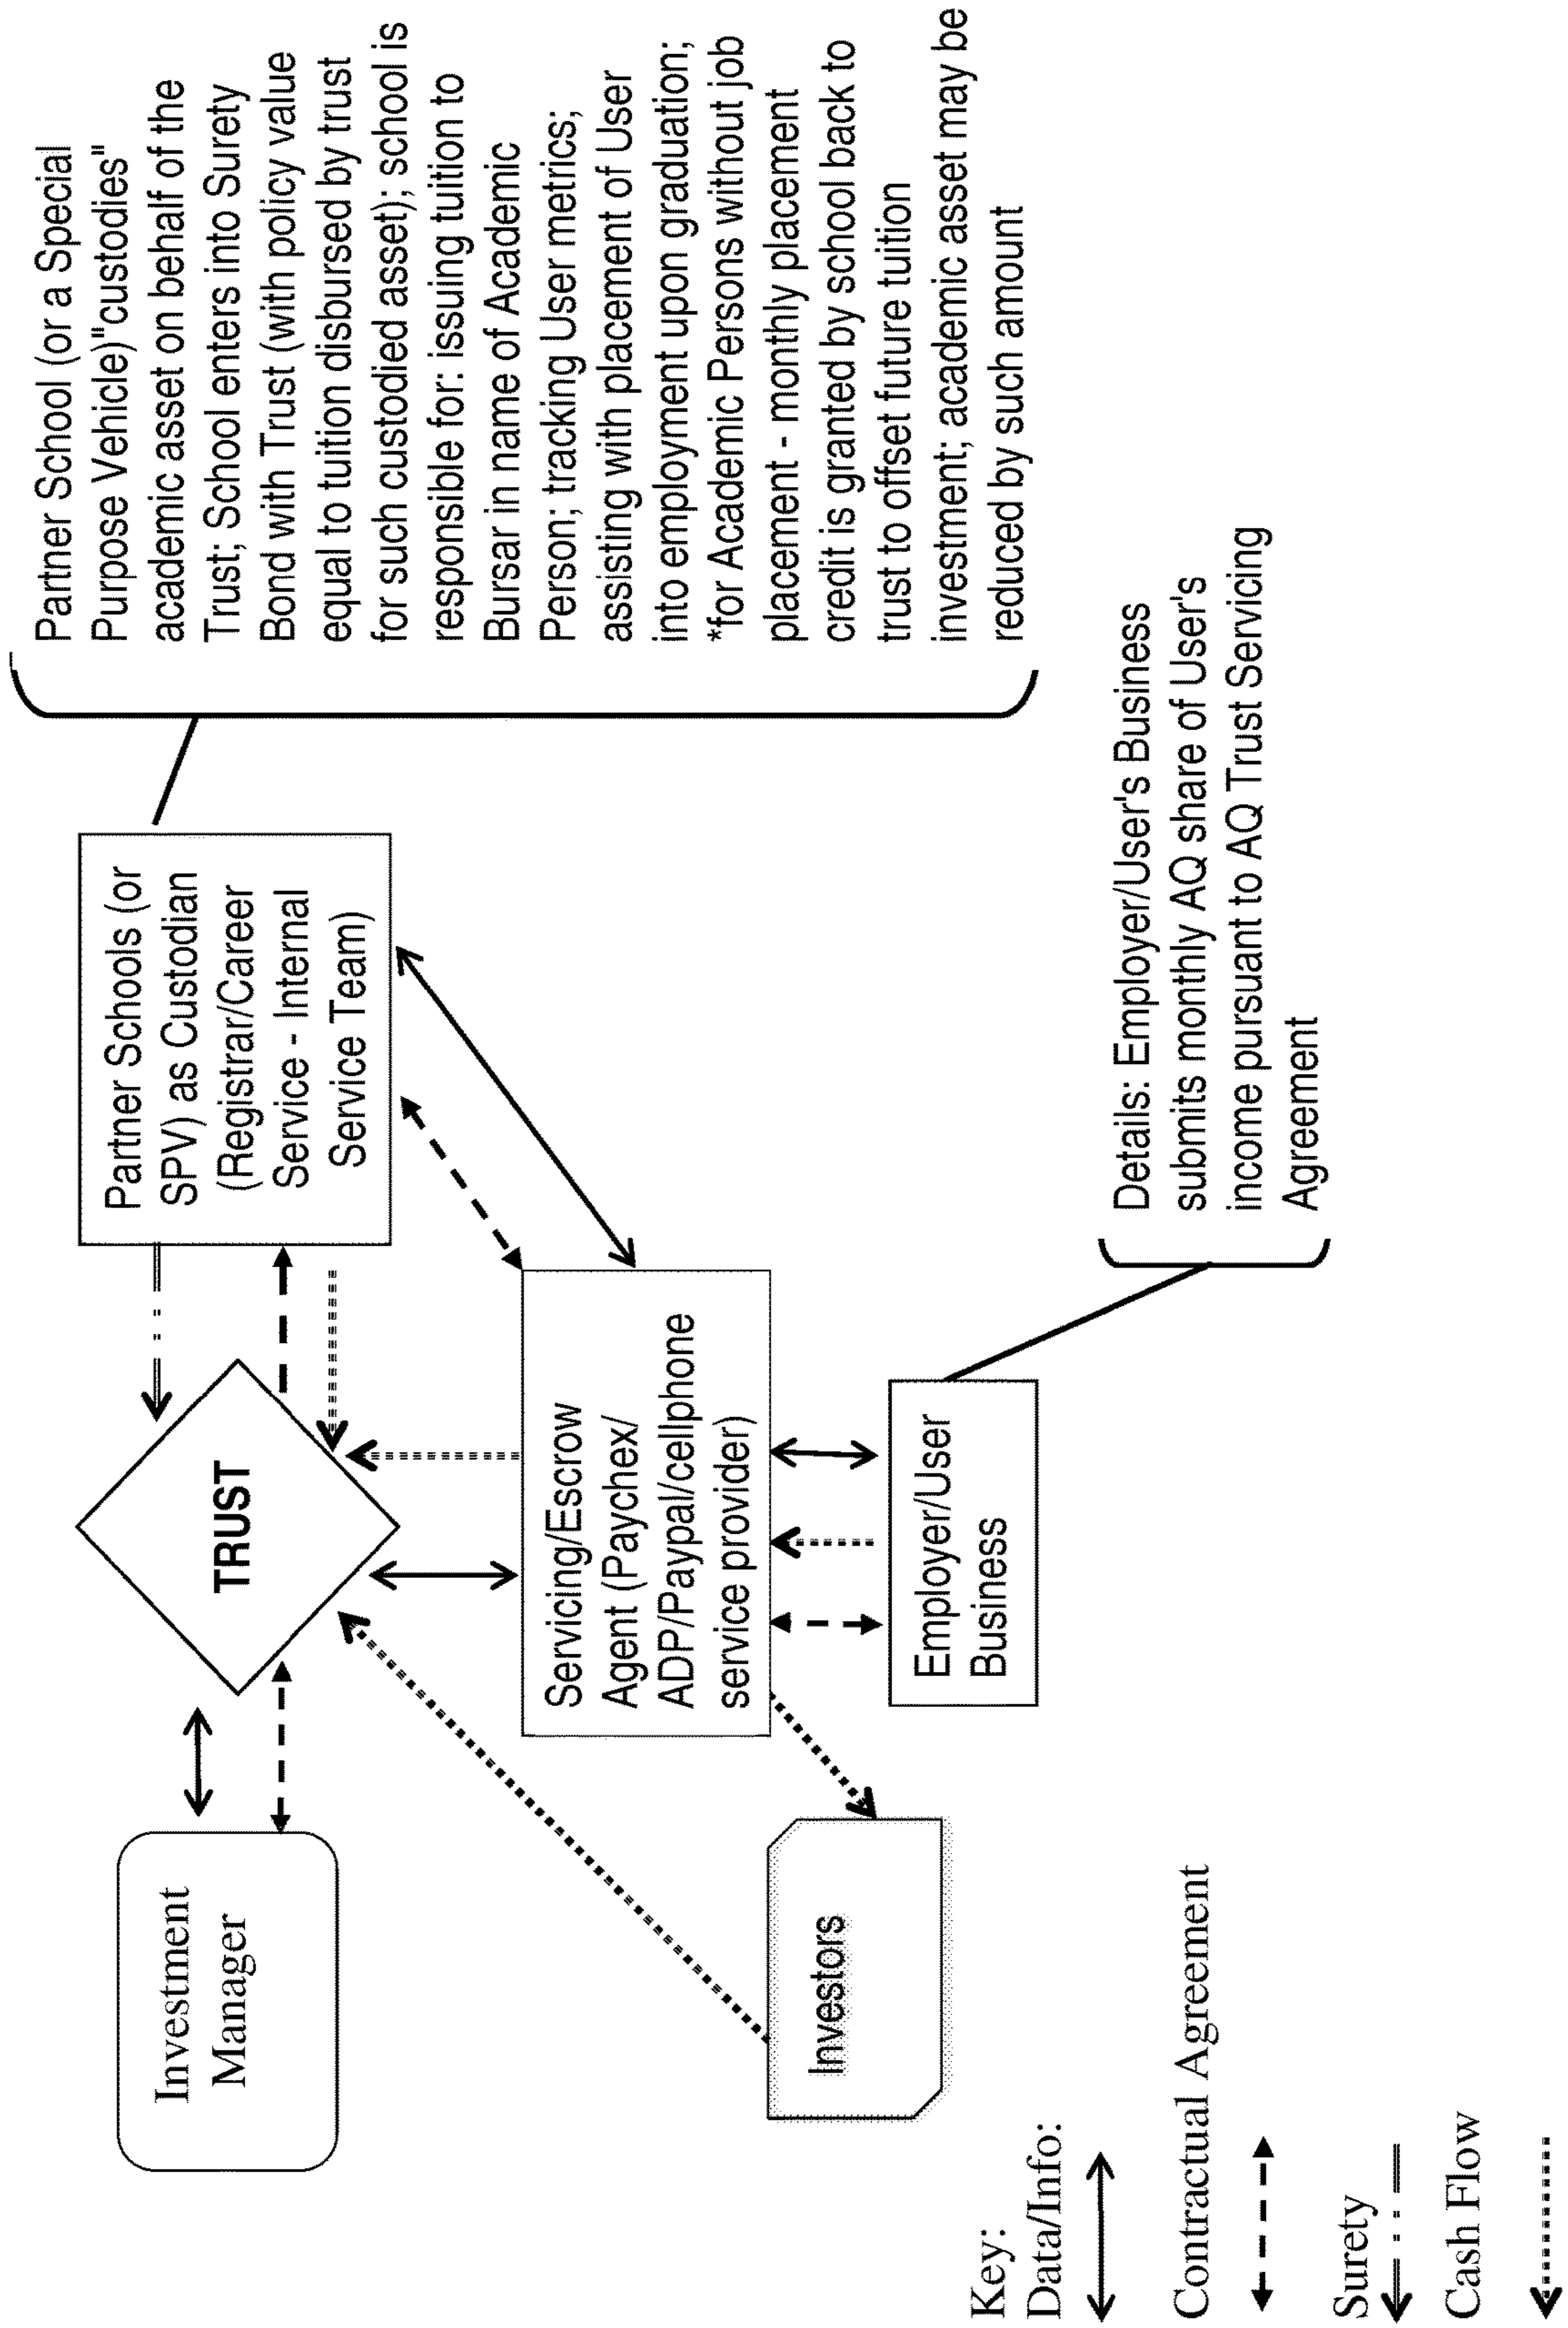 Investment
Manager
TRUST
Partner Schools (or
SPV) as Custodian
(Registrar/Career
Service - Internal
Service Team)
Partner School (or a Special
Purpose Vehicle)"custodies"
academic asset on behalf of the
Trust; School enters into Surety
Bond with Trust (with policy value
equal to tuition disbursed by trust
for such custodied asset); school is
responsible for: issuing tuition to
Bursar in name of Academic
Person; tracking User metrics;
assisting with placement of User
into employment upon graduation;
*for Academic Persons without job
placement - monthly placement
credit is granted by school back to
trust to offset future tuition
investment; academic asset may be
reduced by such amount
Servicing/Escrow
Agent (Paychex/
ADP/Paypal/cellphone
service provider)
Investors
Employer/User
Business
Details: Employer/User's Business
submits monthly AQ share of User's
income pursuant to AQ Trust Servicing
Agreement
Key:
Data/Info:
Contractual Agreement
Surety
Cash Flow